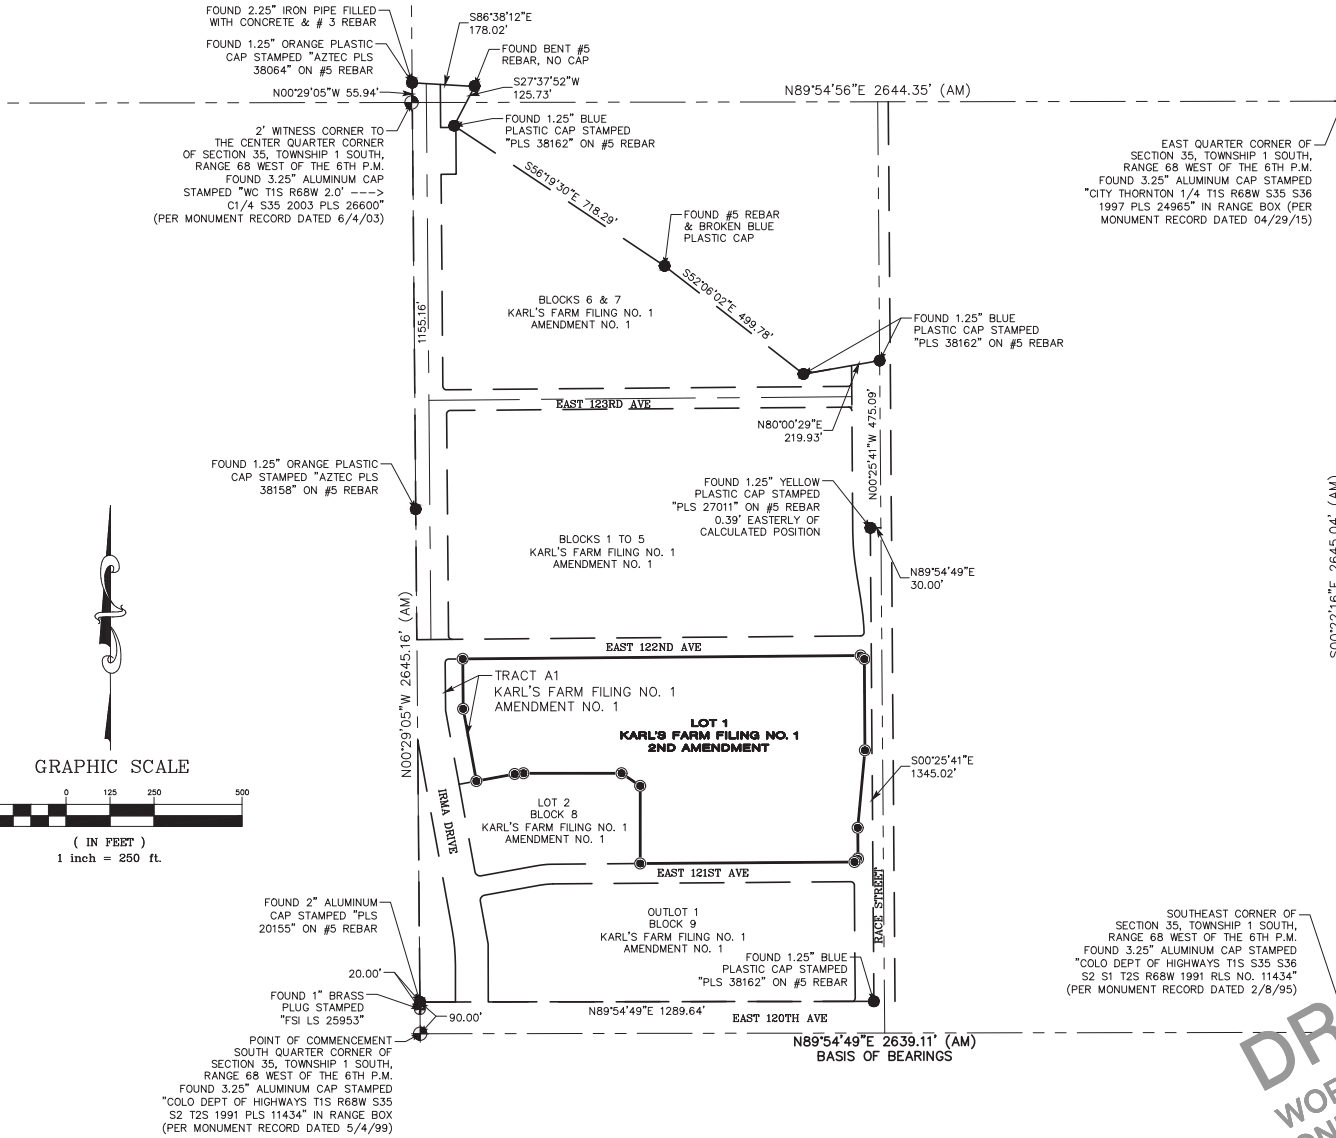 FOUND 2.25" IRON PIPE FILLED
WITH CONCRETE & # 3 REBAR
FOUND 1.25" ORANGE PLASTIC
CAP STAMPED "AZTEC PLS
38064" ON #5 REBAR
N00°29'05"W 55.94'
S86°38'12"E
178.02'
FOUND BENT #5
REBAR, NO CAP
S27°37'52"W
125.73'
N89°54'56"E 2644.35' (AM)
2' WITNESS CORNER TO
THE CENTER QUARTER CORNER
OF SECTION 35, TOWNSHIP 1 SOUTH,
RANGE 68 WEST OF THE 6TH P.M.
FOUND 3.25" ALUMINUM CAP
STAMPED "WC T1S R68W 2.0' --->
C1/4 S35 2003 PLS 26600"
(PER MONUMENT RECORD DATED 6/4/03)
FOUND 1.25" BLUE
PLASTIC CAP STAMPED
"PLS 38162" ON #5 REBAR
EAST QUARTER CORNER OF
SECTION 35, TOWNSHIP 1 SOUTH,
RANGE 68 WEST OF THE 6TH P.M.
FOUND 3.25" ALUMINUM CAP STAMPED
"CITY THORNTON 1/4 T1S R68W S35 S36
1997 PLS 24965" IN RANGE BOX (PER
MONUMENT RECORD DATED 04/29/15)
S56°19'30"E 718.29'
FOUND #5 REBAR
& BROKEN BLUE
PLASTIC CAP
S52°06'02"E 499.78'
1155.16'
BLOCKS 6 & 7
KARL'S FARM FILING NO. 1
AMENDMENT NO. 1
FOUND 1.25" BLUE
PLASTIC CAP STAMPED
"PLS 38162" ON #5 REBAR
EAST 123RD AVE
N80°00'29"E
219.93'
N00°25'41"W 475.09'
FOUND 1.25" ORANGE PLASTIC
CAP STAMPED "AZTEC PLS
38158" ON #5 REBAR
FOUND 1.25" YELLOW
PLASTIC CAP STAMPED
"PLS 27011" ON #5 REBAR
0.39' EASTERLY OF
CALCULATED POSITION
BLOCKS 1 TO 5
KARL'S FARM FILING NO. 1
AMENDMENT NO. 1
N89°54'49"E
30.00'
S00°22'16"E 2645.04' (AM)
N00°29'05"W 2645.16' (AM)
EAST 122ND AVE
TRACT A1
KARL'S FARM FILING NO. 1
AMENDMENT NO. 1
LOT 1
KARL'S FARM FILING NO. 1
2ND AMENDMENT
S00°25'41"E
1345.02'
GRAPHIC SCALE
0 125 250 500
( IN FEET )
1 inch = 250 ft.
IRMA DRIVE
LOT 2
BLOCK 8
KARL'S FARM FILING NO. 1
AMENDMENT NO. 1
EAST 121ST AVE
RACE STREET
FOUND 2" ALUMINUM
CAP STAMPED "PLS
20155" ON #5 REBAR
OUTLOT 1
BLOCK 9
KARL'S FARM FILING NO. 1
AMENDMENT NO. 1
FOUND 1.25" BLUE
PLASTIC CAP STAMPED
"PLS 38162" ON #5 REBAR
SOUTHEAST CORNER OF
SECTION 35, TOWNSHIP 1 SOUTH,
RANGE 68 WEST OF THE 6TH P.M.
FOUND 3.25" ALUMINUM CAP STAMPED
"COLO DEPT OF HIGHWAYS T1S S35 S36
S2 S1 T2S R68W 1991 RLS NO. 11434"
(PER MONUMENT RECORD DATED 2/8/95)
20.00'
FOUND 1" BRASS
PLUG STAMPED
"FSI LS 25953"
90.00'
N89°54'49"E 1289.64'
EAST 120TH AVE
N89°54'49"E 2639.11' (AM)
BASIS OF BEARINGS
POINT OF COMMENCEMENT
SOUTH QUARTER CORNER OF
SECTION 35, TOWNSHIP 1 SOUTH,
RANGE 68 WEST OF THE 6TH P.M.
FOUND 3.25" ALUMINUM CAP STAMPED
"COLO DEPT OF HIGHWAYS T1S R68W S35
S2 T2S 1991 PLS 11434" IN RANGE BOX
(PER MONUMENT RECORD DATED 5/4/99)
DR
WOR